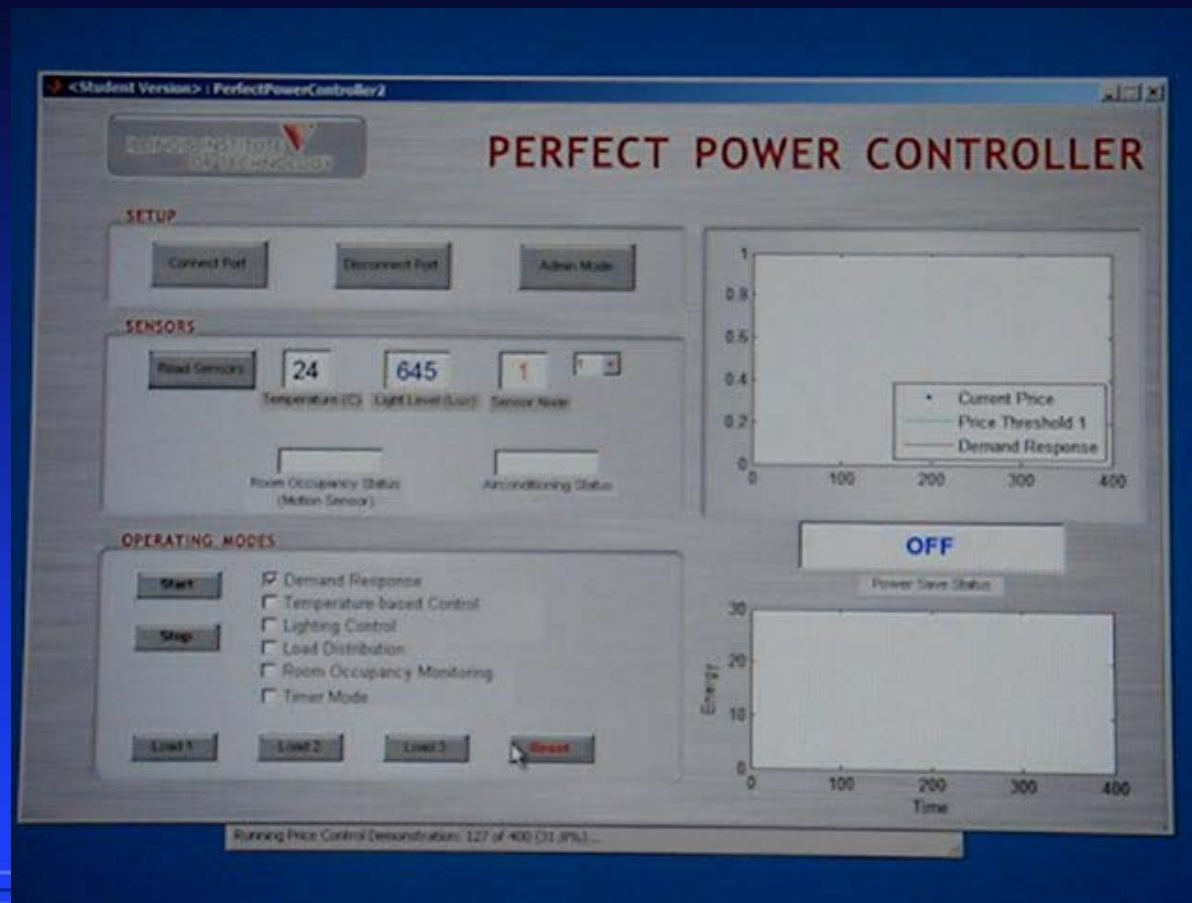 <Student Version> : PerfectPowerController2
ILLINOIS INSTITUTE
OF TECHNOLOGY
PERFECT POWER CONTROLLER
SETUP
Connect Port
Disconnect Port
Admin Mode
SENSORS
Read Sensors
24
645
1
1
Temperature (C)
Light Level (Lux)
Sensor Node
Room Occupancy Status
(Motion Sensor)
Airconditioning Status
OPERATING MODES
Start
Stop
Demand Response
Temperature based Control
Lighting Control
Load Distribution
Room Occupancy Monitoring
Timer Mode
Load 1
Load 2
Load 3
Reset
1
0.8
0.6
0.4
0.2
0
0 100 200 300 400
Current Price
Price Threshold 1
Demand Response
OFF
Power Save Status
30
20
10
0
Energy
0 100 200 300 400
Time
Running Price Control Demonstration: 127 of 400 (31.8%)...